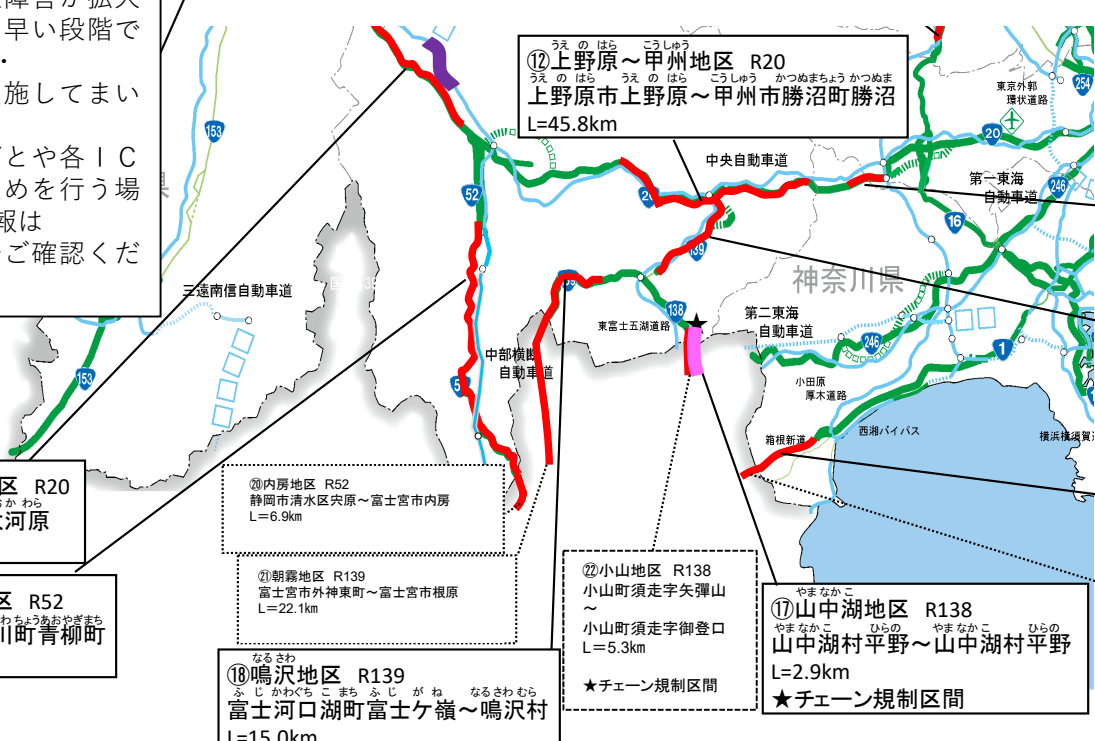 障害が拡大
早い段階で
・
施してまい
とや各ＩＣ
めを行う場
報は
ご確認くだ
県
153
三遠南信自動車道
153
52
⑫上野原～甲州地区 R20
うえ の はら こうしゅう
上野原市上野原～甲州市勝沼町勝沼
うえ の はら うえ の はら こうしゅう かつぬまちょう かつぬま
L=45.8km
中央自動車道
20
東京外郭
環状道路
254
第一東海
自動車道
246
16
神奈川県
139
138
東富士五湖道路
第二東海
自動車道
246
1
中部横断
自動車道
小田原
厚木道路
箱根新道
西湘バイパス
横浜横須賀道
区 R20
河原
区 R52
川町青柳町
⑳内房地区 R52
静岡市清水区宍原～富士宮市内房
L＝6.9km
㉑朝霧地区 R139
富士宮市外神東町～富士宮市根原
L＝22.1km
⑱鳴沢地区 R139
なるさわ
富士河口湖町富士ケ嶺～鳴沢村
ふ じ かわぐち こ まち ふ じ が ね なるさわ むら
L=15.0km
㉒小山地区 R138
小山町須走字矢彈山
～
小山町須走字御登口
L＝5.3km
★チェーン規制区間
⑰山中湖地区 R138
やま なか こ
山中湖村平野～山中湖村平野
やま なか こ ひらの やま なか こ ひらの
L=2.9km
★チェーン規制区間